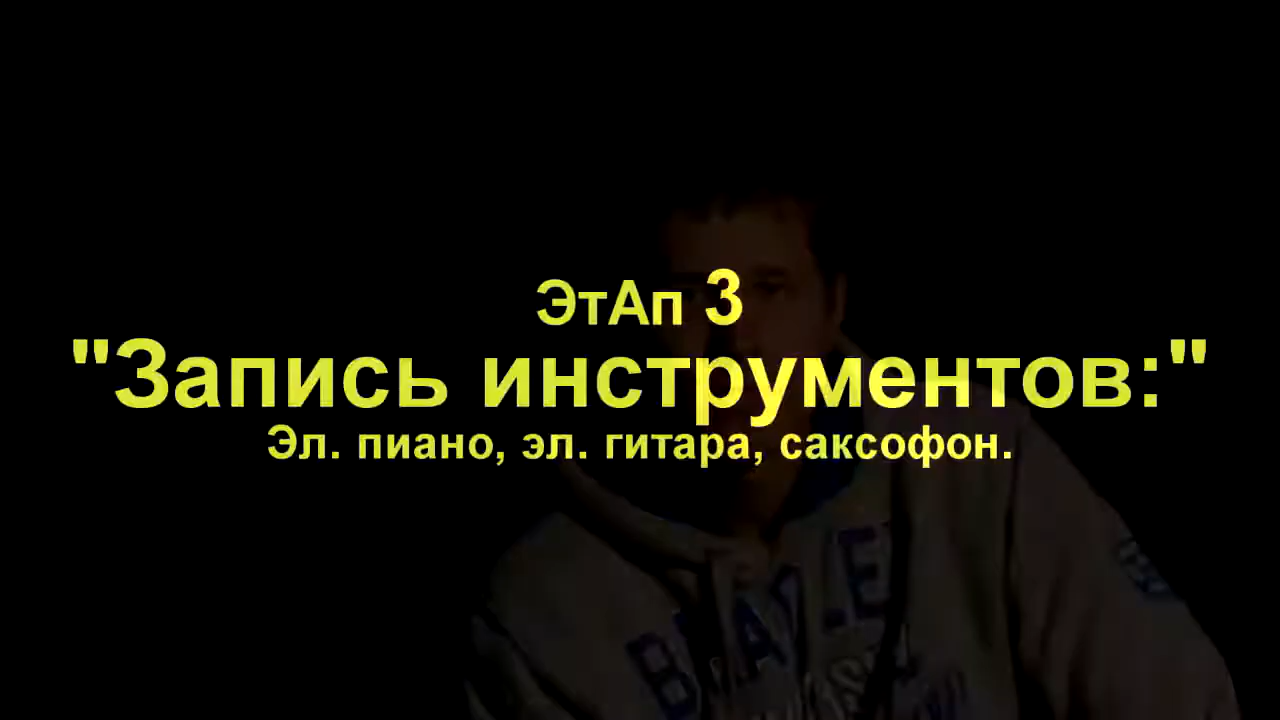 ЭтАп 3
"Запись инструментов:"
Эл. пиано, эл. гитара, саксофон.